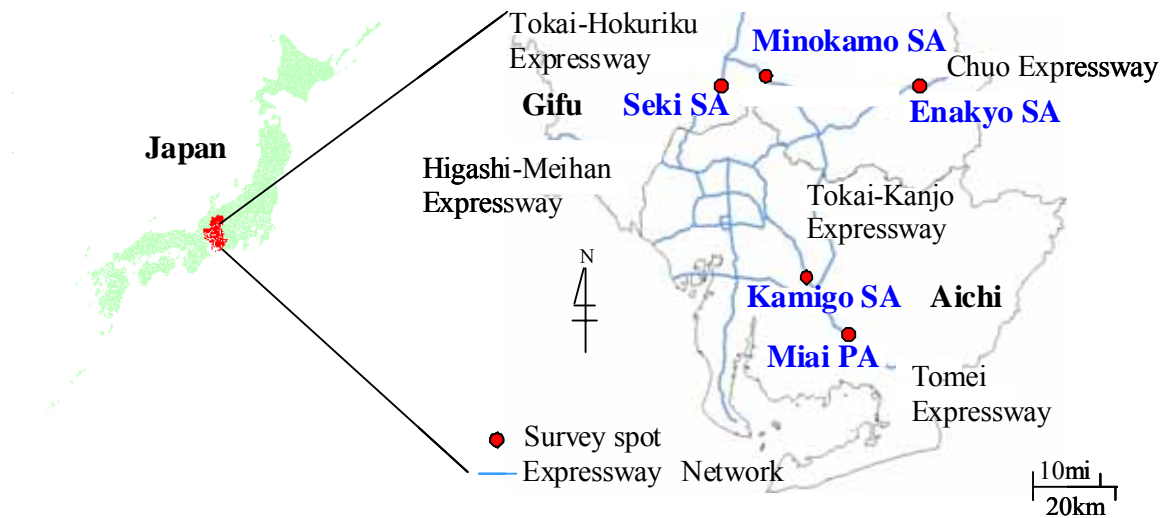 Tokai-Hokuriku
Expressway
Minokamo SA
Chuo Expressway
Gifu
Seki SA
Enakyo SA
Japan
Higashi-Meihan
Expressway
Tokai-Kanjo
Expressway
N
Kamigo SA
Aichi
Miai PA
Tomei
Expressway
Survey spot
Expressway Network
10mi
20km